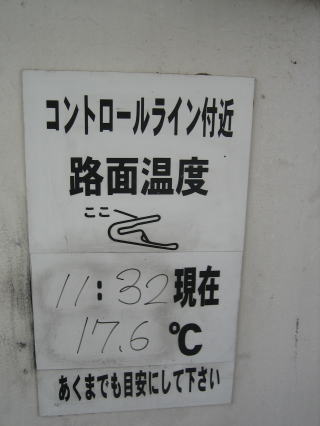 コントロールライン付近
路面温度
ここ
11:32現在
17.6℃
あくまでも目安にして下さい